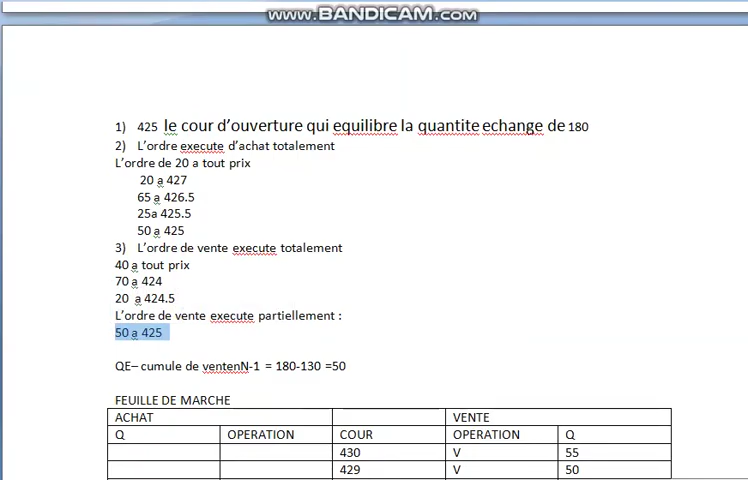 www.BANDICAM.com
1) 425 le cour d'ouverture qui equilibre la quantite echange de 180
2) L'ordre execute d'achat totalement
L'ordre de 20 a tout prix
20 a 427
65 a 426.5
25a 425.5
50 a 425
3) L'ordre de vente execute totalement
40 a tout prix
70 a 424
20 a 424.5
L'ordre de vente execute partiellement :
50 a 425
QE– cumule de ventenN-1 = 180-130 =50
FEUILLE DE MARCHE
ACHAT VENTE
Q OPERATION COUR OPERATION Q
430 V 55
429 V 50